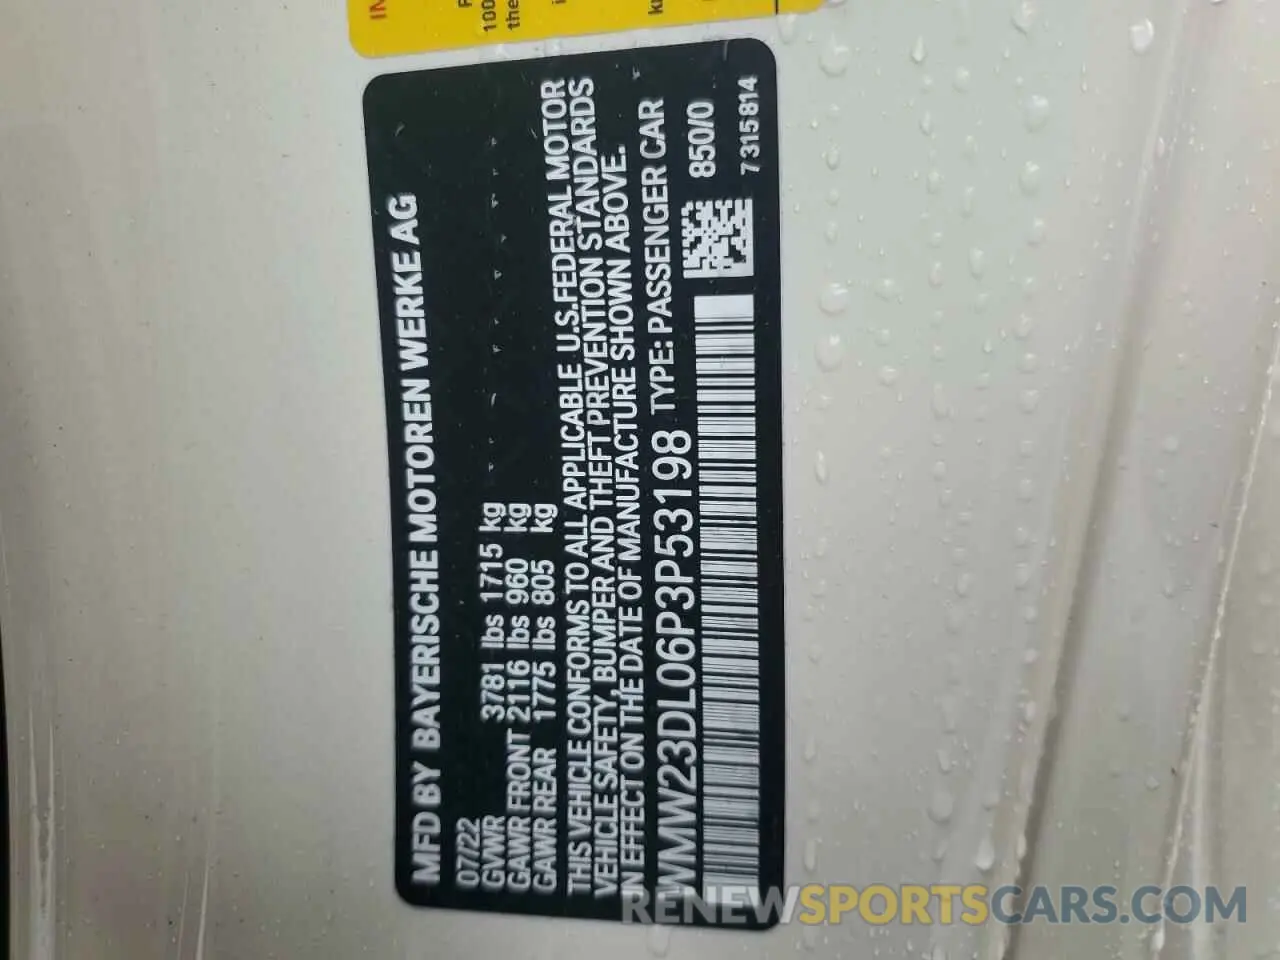 MFD BY BAYERISCHE MOTOREN WERKE AG
07/22
GVWR 3781 lbs 1715 kg
GAWR FRONT 2116 lbs 960 kg
GAWR REAR 1775 lbs 805 kg
THIS VEHICLE CONFORMS TO ALL APPLICABLE U.S.FEDERAL MOTOR
VEHICLE SAFETY, BUMPER AND THEFT PREVENTION STANDARDS
IN EFFECT ON THE DATE OF MANUFACTURE SHOWN ABOVE.
WMW23DL06P3P53198 TYPE: PASSENGER CAR
850/0
7 315 814
RENEWSPORTSCARS.COM